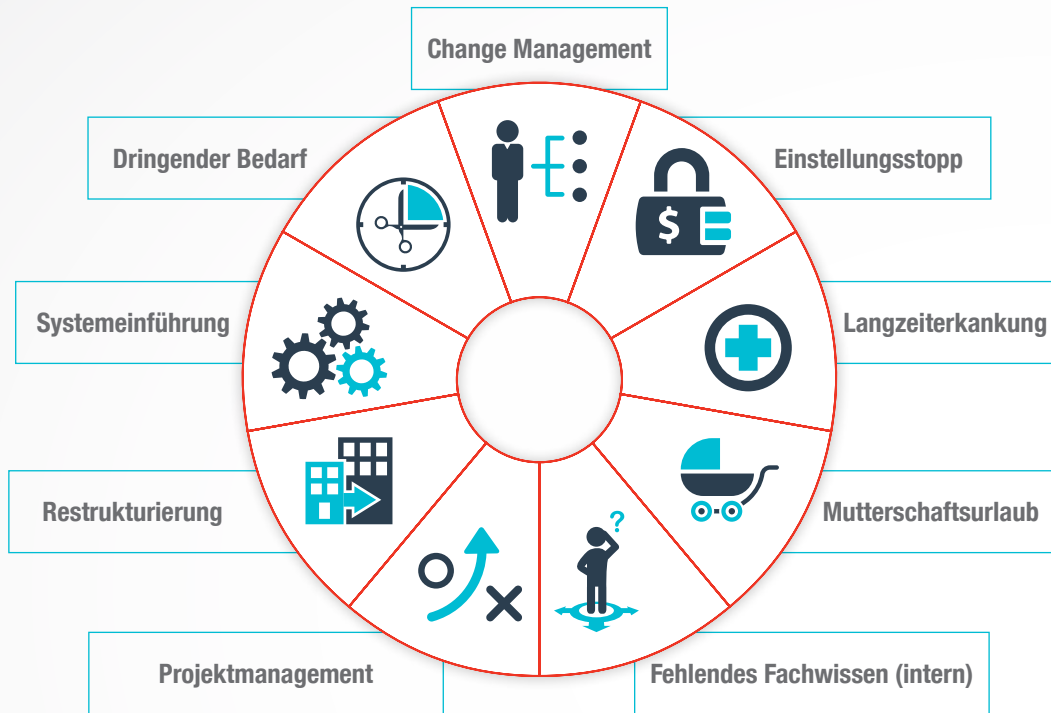 Change Management
Dringender Bedarf
Einstellungsstopp
$
Systemeinführung
Langzeiterkankung
Restrukturierung
Mutterschaftsurlaub
?
Projektmanagement
Fehlendes Fachwissen (intern)